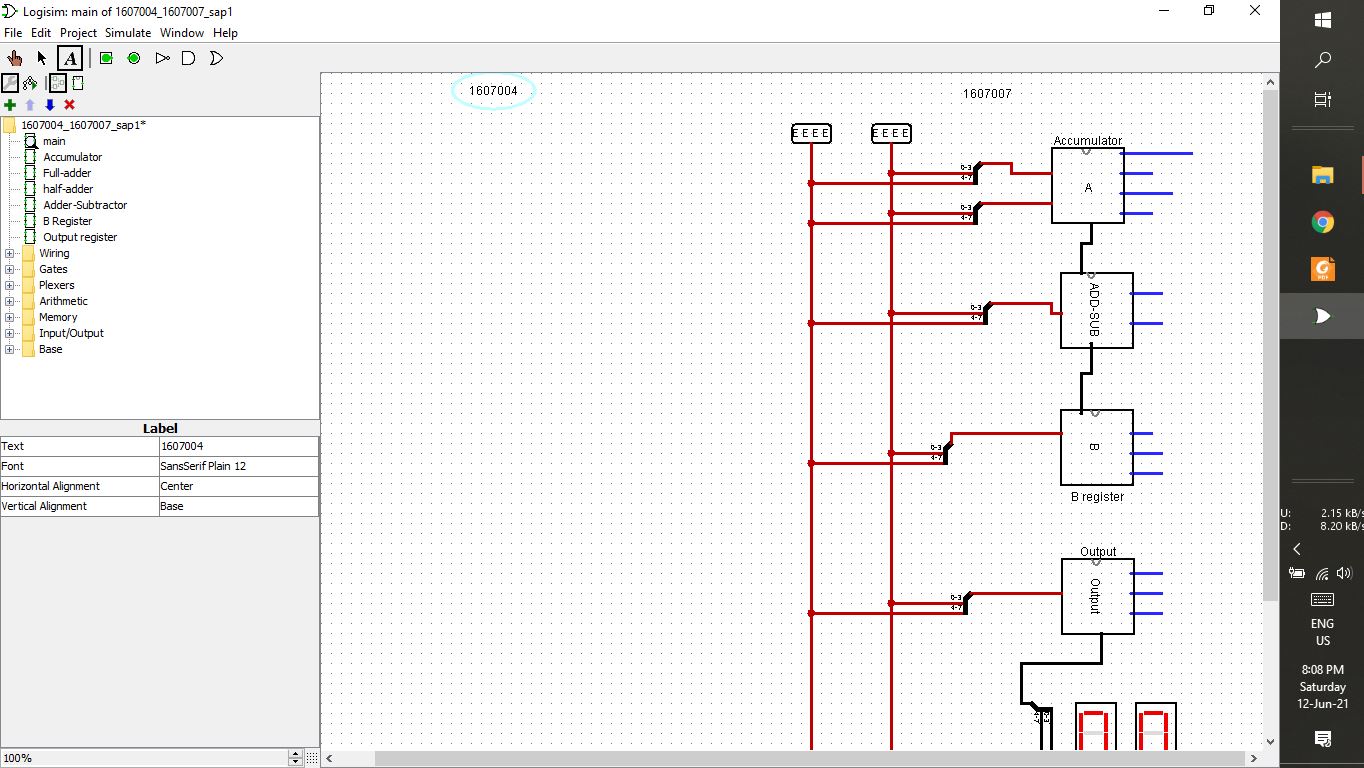 Logisim: main of 1607004_1607007_sap1
File Edit Project Simulate Window Help
A
1607004_1607007_sap1*
main
Accumulator
Full-adder
half-adder
Adder-Subtractor
B Register
Output register
Wiring
Gates
Plexers
Arithmetic
Memory
Input/Output
Base
Label
Text 1607004
Font SansSerif Plain 12
Horizontal Alignment Center
Vertical Alignment Base
100%
1607004
1607007
E E E E
E E E E
Accumulator
0-3
4-7
A
0-3
4-7
ADD-SUB
0-3
4-7
B
0-3
4-7
B register
Output
Output
0-3
4-7
PDF
U: 2.15 kB/s
D: 8.20 kB/s
ENG
US
8:08 PM
Saturday
12-Jun-21